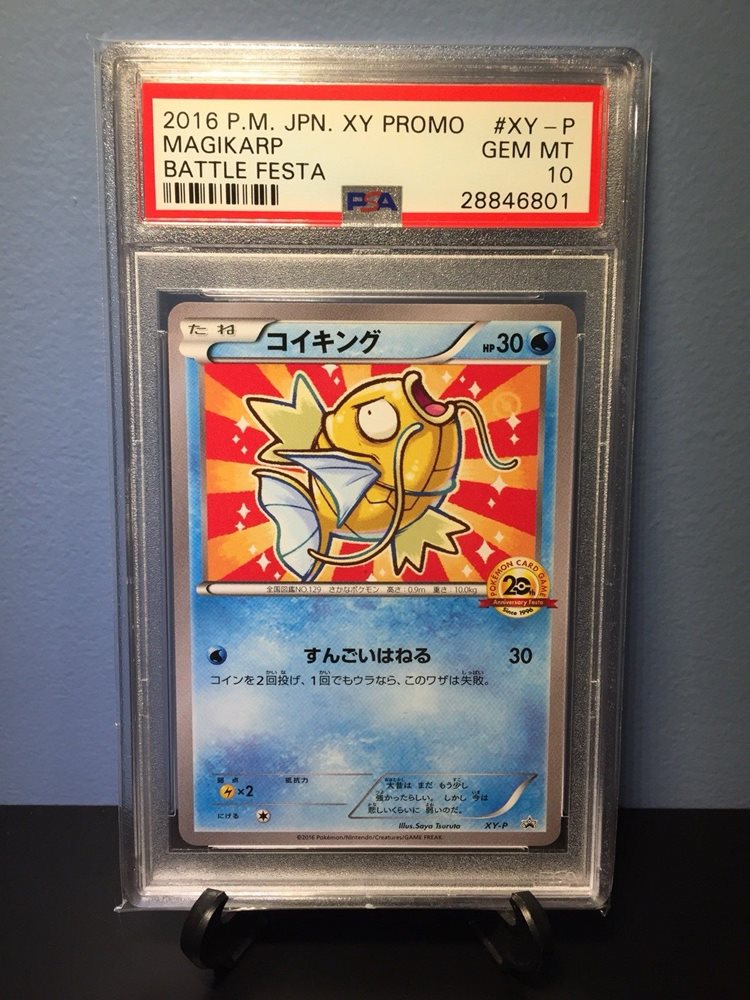 2016 P.M. JPN. XY PROMO #XY-P
MAGIKARP GEM MT
BATTLE FESTA 10
PSA 28846801
たね コイキング HP30
全国図鑑NO.129 さかなポケモン 高さ:0.9m 重さ:10.0kg
POKÉMON CARD GAME
20th
Anniversary Festa
Since 1996
すんごいはねる 30
コインを2回投げ、1回でもウラなら、このワザは失敗。
弱点 抵抗力
×2
にげる
大昔は まだ もう少し
強かったらしい。しかし 今は
悲しいくらいに 弱いのだ。
Illus.Saya Tsuruta XY-P
©2016 Pokémon/Nintendo/Creatures/GAME FREAK.